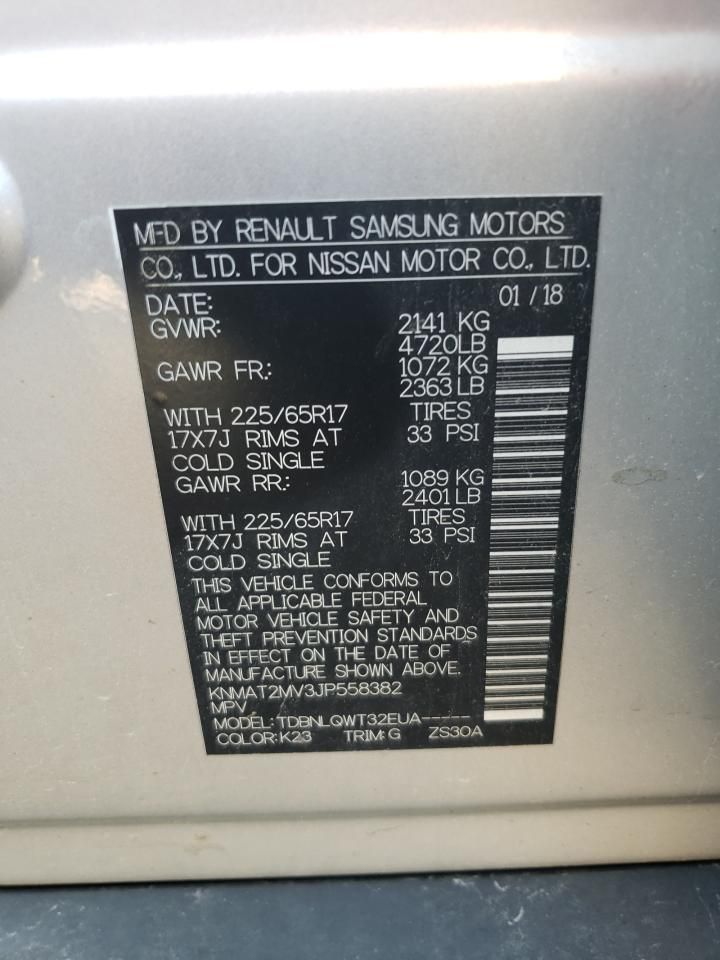 MFD BY RENAULT SAMSUNG MOTORS
CO., LTD. FOR NISSAN MOTOR CO., LTD.
DATE: 01 / 18
GVWR: 2141 KG
4720LB
GAWR FR.: 1072 KG
2363 LB
WITH 225/65R17 TIRES
17X7J RIMS AT 33 PSI
COLD SINGLE
GAWR RR.: 1089 KG
2401 LB
WITH 225/65R17 TIRES
17X7J RIMS AT 33 PSI
COLD SINGLE
THIS VEHICLE CONFORMS TO
ALL APPLICABLE FEDERAL
MOTOR VEHICLE SAFETY AND
THEFT PREVENTION STANDARDS
IN EFFECT ON THE DATE OF
MANUFACTURE SHOWN ABOVE.
KNMAT2MV3JP558382
MPV
MODEL: TDBNLQWT32EUA-----
COLOR: K23 TRIM: G ZS30A